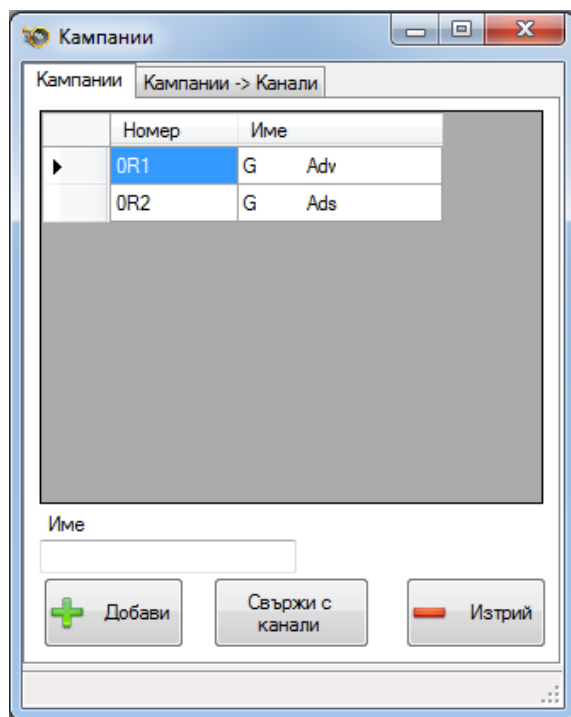 Кампании
Кампании Кампании -> Канали
Номер Име
0R1 G Adv
0R2 G Ads
Име
Добави Свържи с канали Изтрий